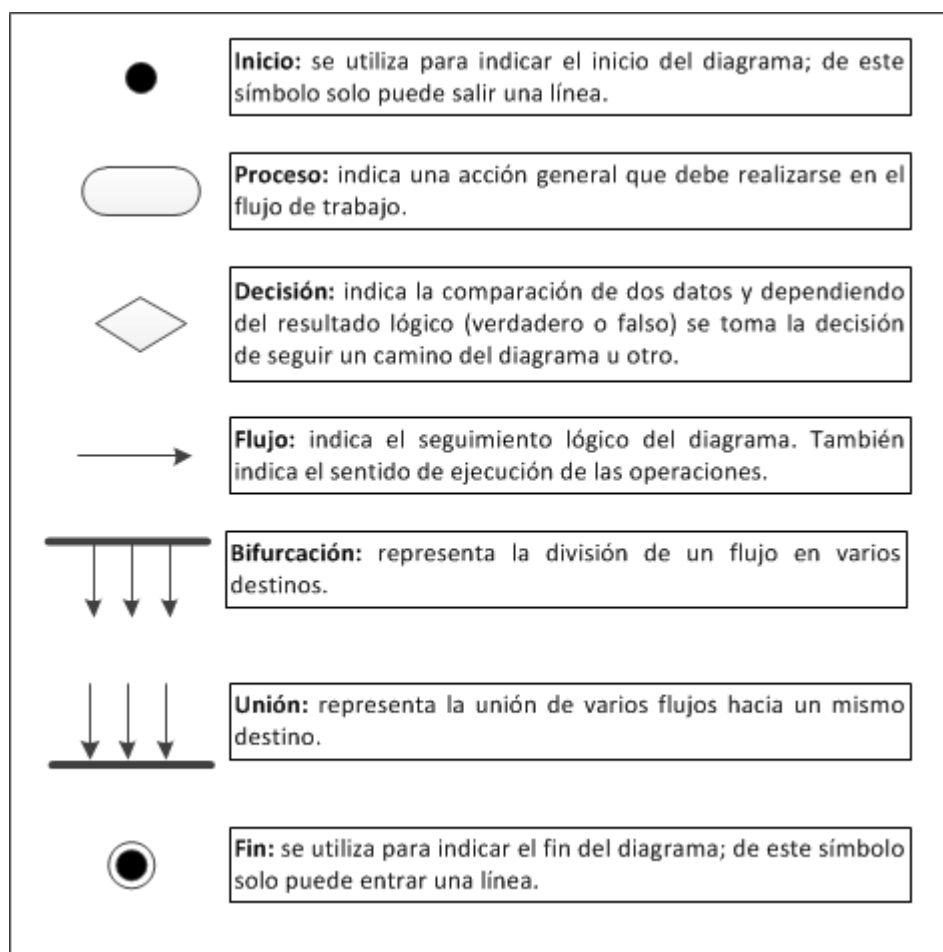 Inicio: se utiliza para indicar el inicio del diagrama; de este
símbolo solo puede salir una línea.
Proceso: indica una acción general que debe realizarse en el
flujo de trabajo.
Decisión: indica la comparación de dos datos y dependiendo
del resultado lógico (verdadero o falso) se toma la decisión
de seguir un camino del diagrama u otro.
Flujo: indica el seguimiento lógico del diagrama. También
indica el sentido de ejecución de las operaciones.
Bifurcación: representa la división de un flujo en varios
destinos.
Unión: representa la unión de varios flujos hacia un mismo
destino.
Fin: se utiliza para indicar el fin del diagrama; de este símbolo
solo puede entrar una línea.